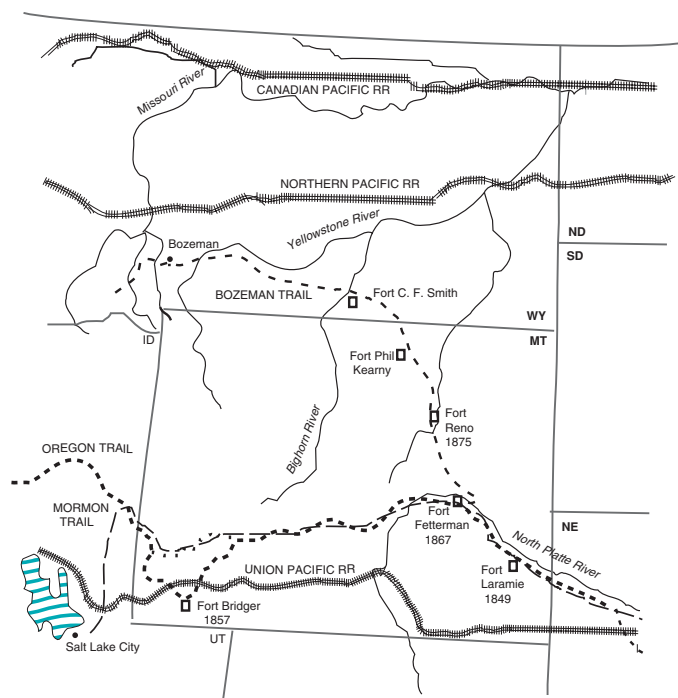 Missouri River
CANADIAN PACIFIC RR
NORTHERN PACIFIC RR
Yellowstone River
ND
SD
Bozeman
BOZEMAN TRAIL
Fort C. F. Smith
WY
MT
ID
Fort Phil
Kearny
Bighorn River
Fort
Reno
1875
OREGON TRAIL
MORMON
TRAIL
Fort
Fetterman
1867
NE
North Platte River
UNION PACIFIC RR
Fort
Laramie
1849
Fort Bridger
1857
UT
Salt Lake City